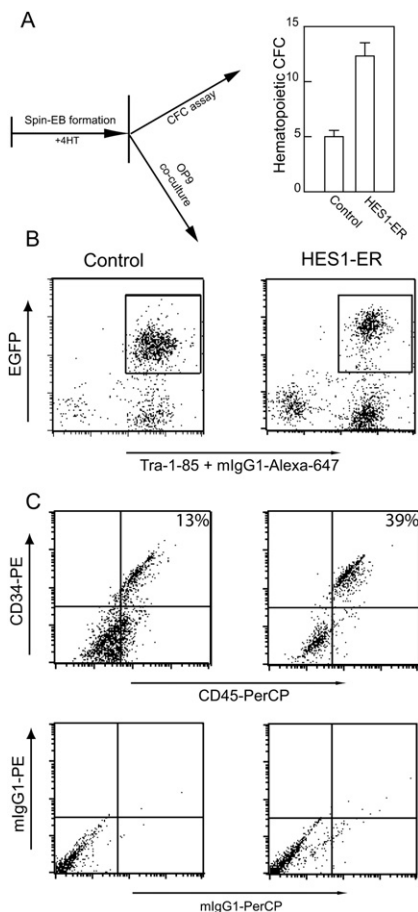 A
Spin-EB formation
+4HT
CFC assay
OP9
co-culture
Hematopoietic CFC
15
10
5
0
Control
HES1-ER
B
Control
HES1-ER
EGFP
Tra-1-85 + mIgG1-Alexa-647
C
13%
39%
CD34-PE
CD45-PerCP
mIgG1-PE
mIgG1-PerCP